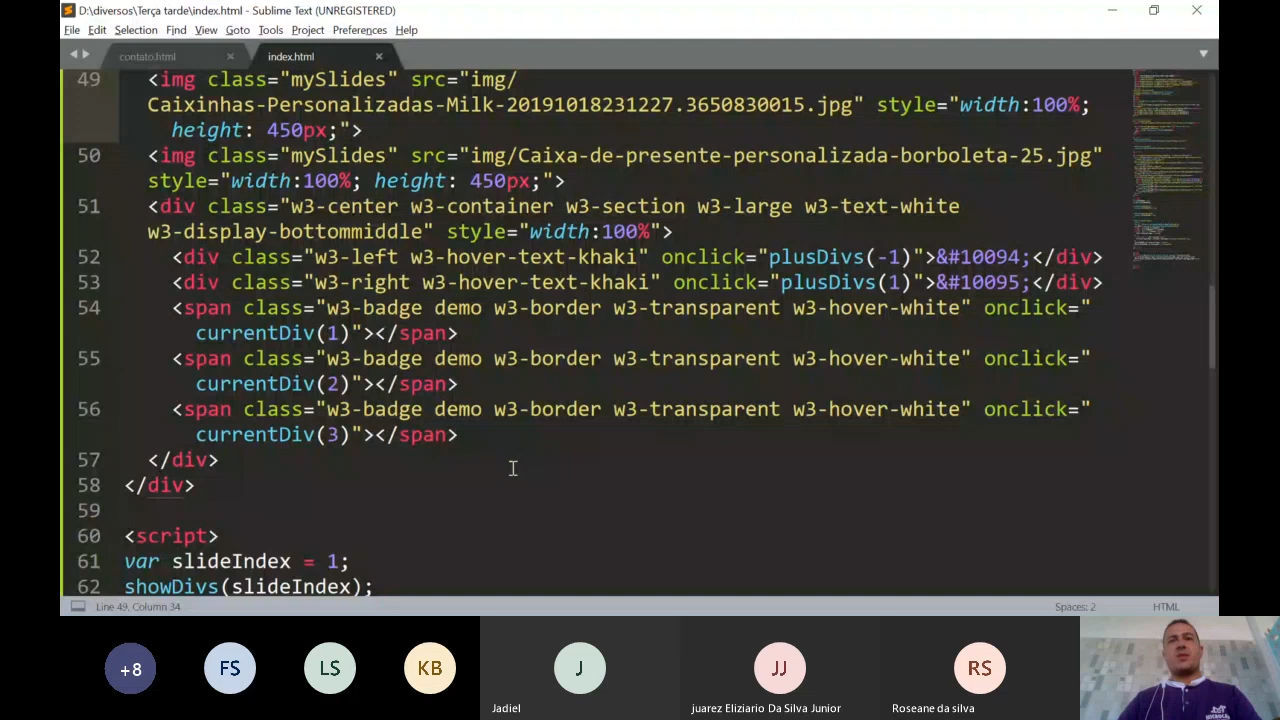 D:\diversos\Terça tarde\index.html - Sublime Text (UNREGISTERED)
File Edit Selection Find View Goto Tools Project Preferences Help
contato.html index.html
49 <img class="mySlides" src="img/
Caixinhas-Personalizadas-Milk-20191018231227.3650830015.jpg" style="width:100%;
height: 450px;">
50 <img class="mySlides" src="img/Caixa-de-presente-personalizada-borboleta-25.jpg"
style="width:100%; height: 450px;">
51 <div class="w3-center w3-container w3-section w3-large w3-text-white
w3-display-bottommiddle" style="width:100%">
52 <div class="w3-left w3-hover-text-khaki" onclick="plusDivs(-1)">&#10094;</div>
53 <div class="w3-right w3-hover-text-khaki" onclick="plusDivs(1)">&#10095;</div>
54 <span class="w3-badge demo w3-border w3-transparent w3-hover-white" onclick="
currentDiv(1)"></span>
55 <span class="w3-badge demo w3-border w3-transparent w3-hover-white" onclick="
currentDiv(2)"></span>
56 <span class="w3-badge demo w3-border w3-transparent w3-hover-white" onclick="
currentDiv(3)"></span>
57 </div>
58 </div>
59
60 <script>
61 var slideIndex = 1;
62 showDivs(slideIndex);
Line 49, Column 34 Spaces: 2 HTML
+8 FS LS KB J JJ RS
Jadiel juarez Eliziario Da Silva Junior Roseane da silva